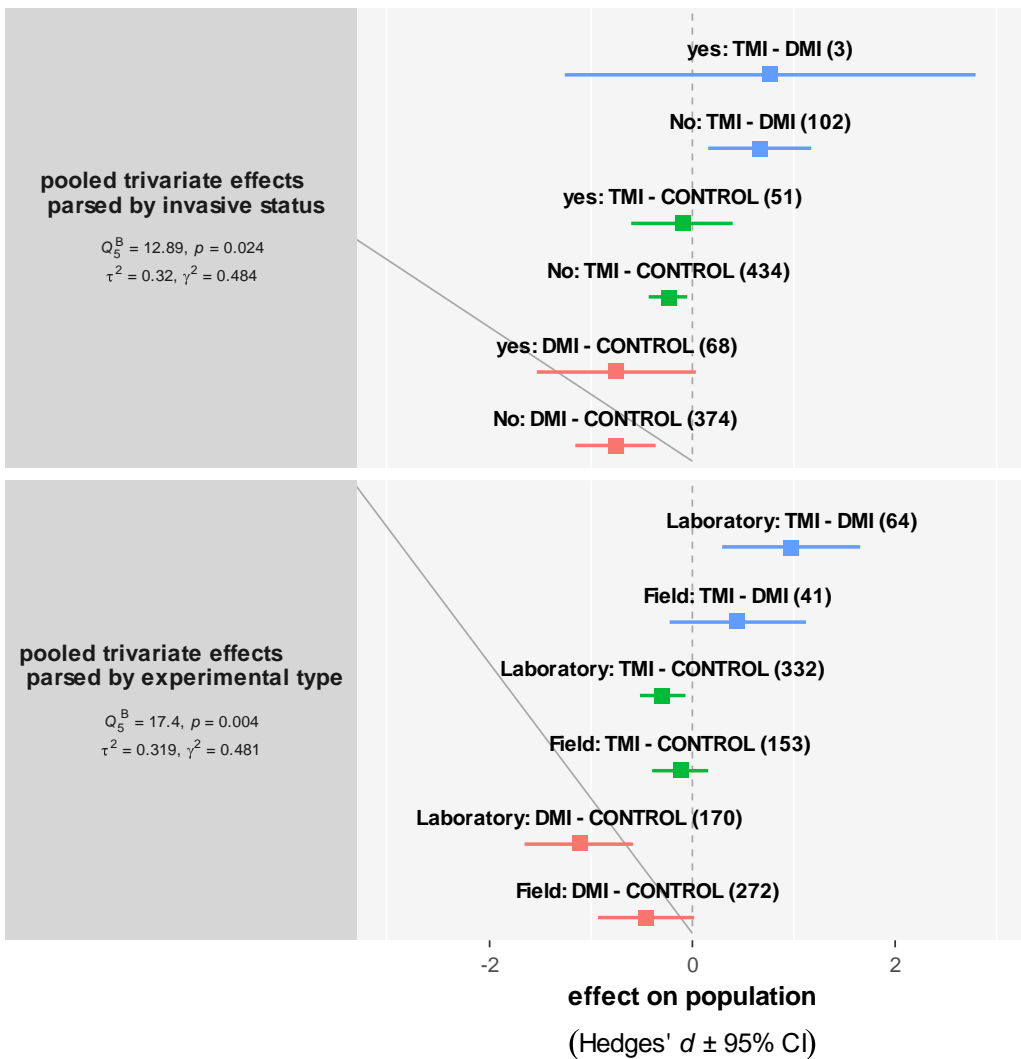 yes: TMI - DMI (3)
No: TMI - DMI (102)
pooled trivariate effects
parsed by invasive status
Q₅ᴮ = 12.89, p = 0.024
τ² = 0.32, γ² = 0.484
yes: TMI - CONTROL (51)
No: TMI - CONTROL (434)
yes: DMI - CONTROL (68)
No: DMI - CONTROL (374)
Laboratory: TMI - DMI (64)
Field: TMI - DMI (41)
pooled trivariate effects
parsed by experimental type
Q₅ᴮ = 17.4, p = 0.004
τ² = 0.319, γ² = 0.481
Laboratory: TMI - CONTROL (332)
Field: TMI - CONTROL (153)
Laboratory: DMI - CONTROL (170)
Field: DMI - CONTROL (272)
-2 0 2
effect on population
(Hedges' d ± 95% CI)